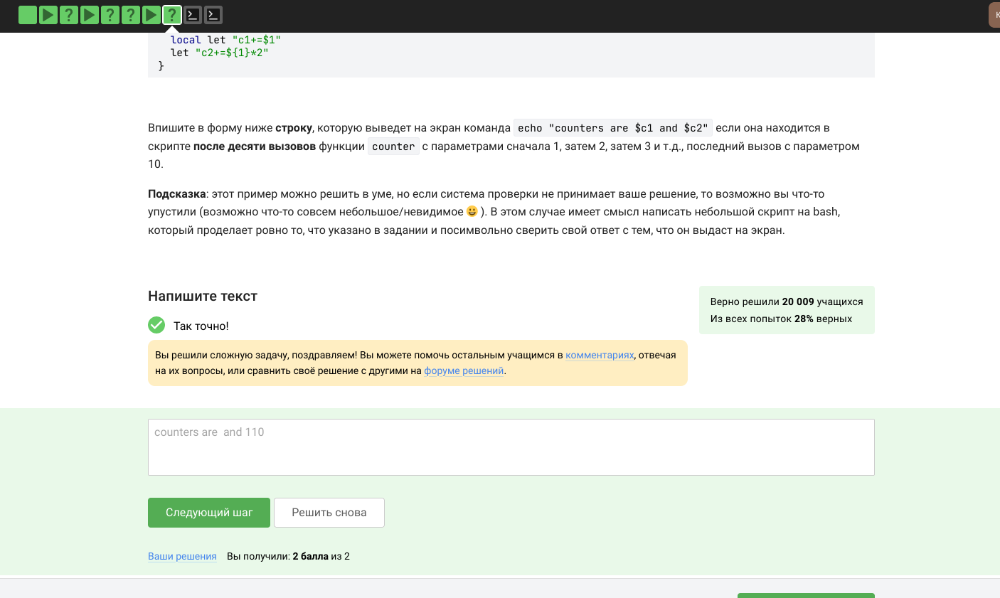 local let "c1+=$1"
let "c2+=${1}*2"
}
Впишите в форму ниже строку, которую выведет на экран команда echo "counters are $c1 and $c2" если она находится в
скрипте после десяти вызовов функции counter с параметрами сначала 1, затем 2, затем 3 и т.д., последний вызов с параметром
10.
Подсказка: этот пример можно решить в уме, но если система проверки не принимает ваше решение, то возможно вы что-то
упустили (возможно что-то совсем небольшое/невидимое 😀 ). В этом случае имеет смысл написать небольшой скрипт на bash,
который проделает ровно то, что указано в задании и посимвольно сверить свой ответ с тем, что он выдаст на экран.
Напишите текст
Верно решили 20 009 учащихся
Из всех попыток 28% верных
Так точно!
Вы решили сложную задачу, поздравляем! Вы можете помочь остальным учащимся в комментариях, отвечая
на их вопросы, или сравнить своё решение с другими на форуме решений.
counters are  and 110
Следующий шаг
Решить снова
Ваши решения
Вы получили: 2 балла из 2